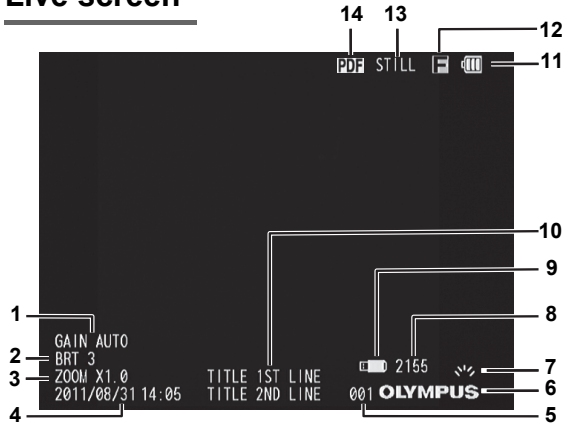 Live screen
14 13
12
PDF STILL F
11
10
9
1 8
GAIN AUTO
2 BRT 3 2155
7
3 ZOOM X1.0 TITLE 1ST LINE
2011/08/31 14:05 TITLE 2ND LINE 001 OLYMPUS 6
4 5